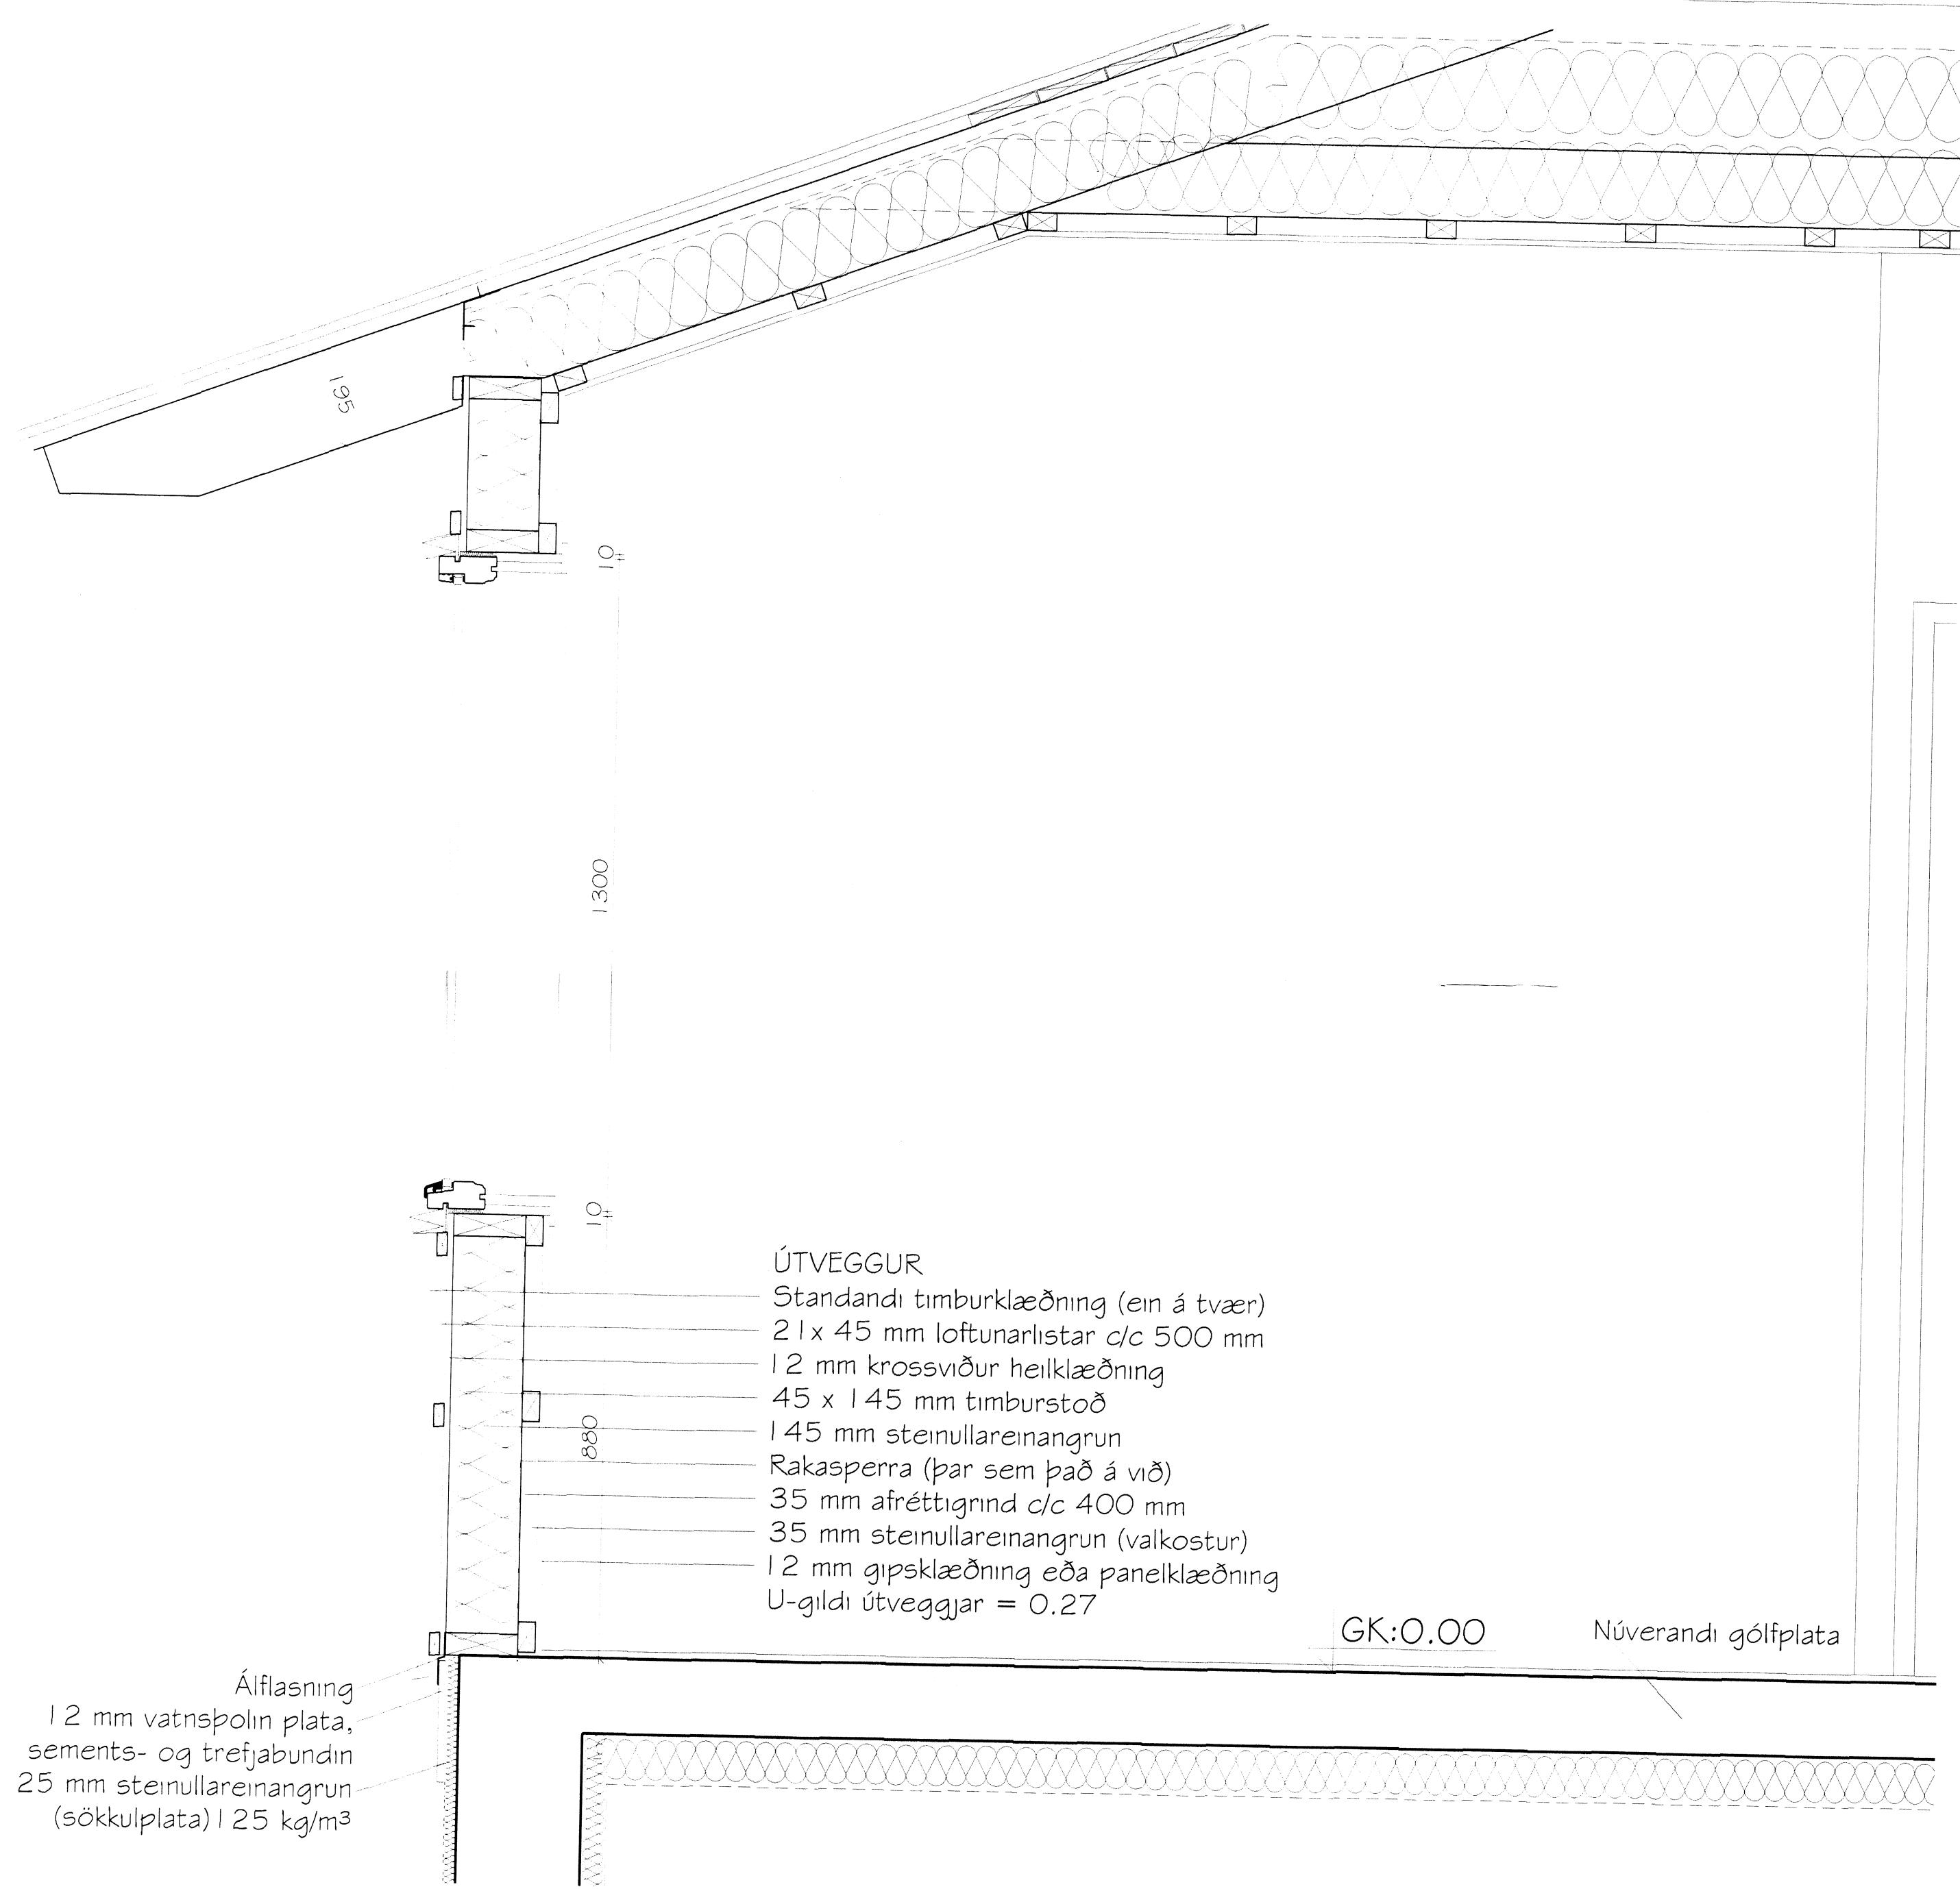 195
10
1300
10
880
ÚTVEGGUR
Standandi timburklæðning (ein á tvær)
21x 45 mm loftunarlistar c/c 500 mm
12 mm krossviður heilklæðning
45 x 145 mm timburstoð
145 mm steinullareinangrun
Rakasperra (þar sem það á við)
35 mm afréttigrind c/c 400 mm
35 mm steinullareinangrun (valkostur)
12 mm gipsklæðning eða panelklæðning
U-gildi útveggjar = 0.27
GK:0.00
Núverandi gólfplata
Álflasning
12 mm vatnsþolin plata,
sements- og trefjabundin
25 mm steinullareinangrun
(sökkulplata) 125 kg/m³